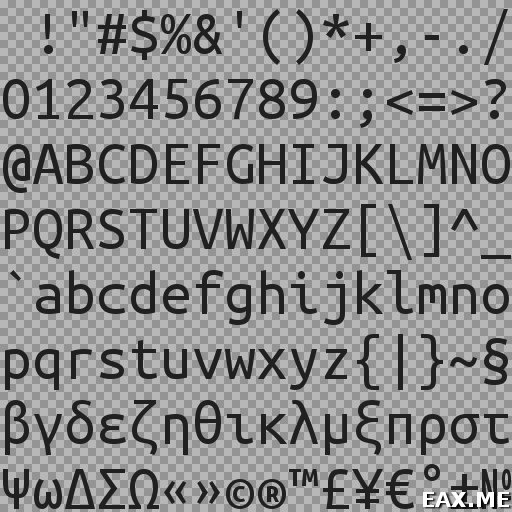 !"#$%&'()*+,-./
0123456789:;<=>?
@ABCDEFGHIJKLMNO
PQRSTUVWXYZ[\]^_
`abcdefghijklmno
pqrstuvwxyz{|}~§
βγδεζηθικλμξπρστ
ΨωΔΣΩ«»©®™£¥€°±№
EAX.ME